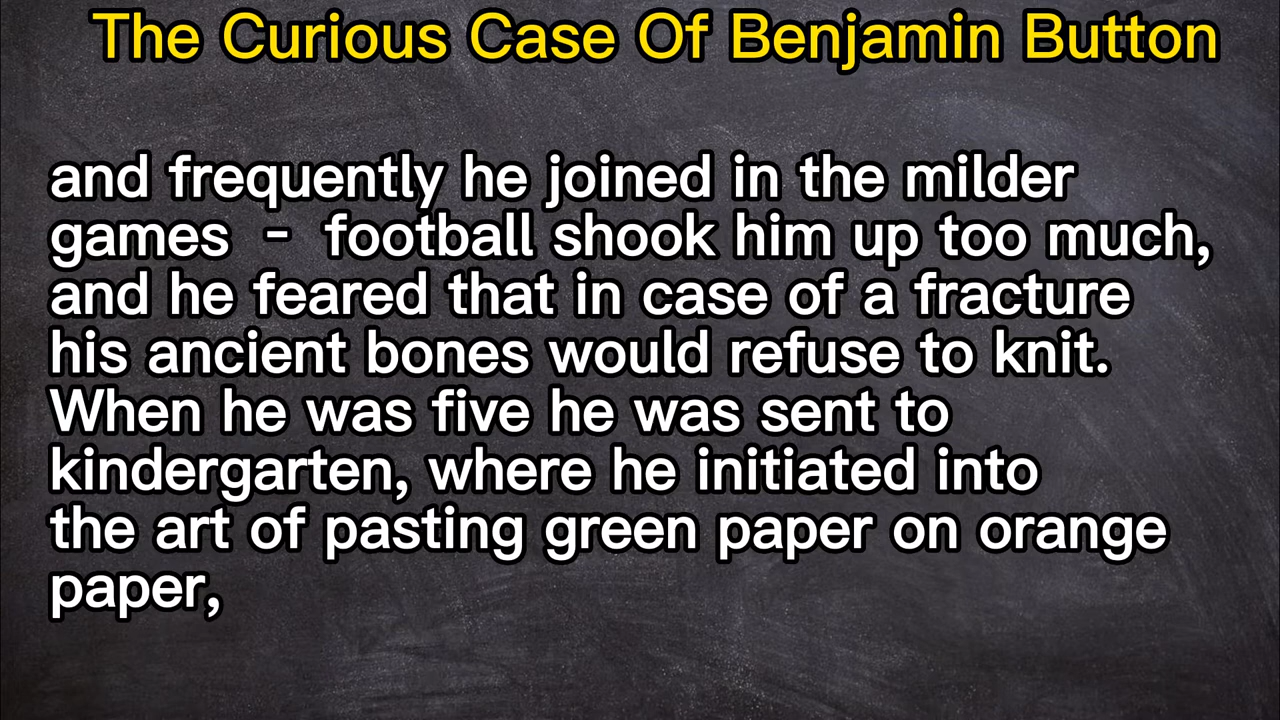 The Curious Case Of Benjamin Button
and frequently he joined in the milder
games - football shook him up too much,
and he feared that in case of a fracture
his ancient bones would refuse to knit.
When he was five he was sent to
kindergarten, where he initiated into
the art of pasting green paper on orange
paper,